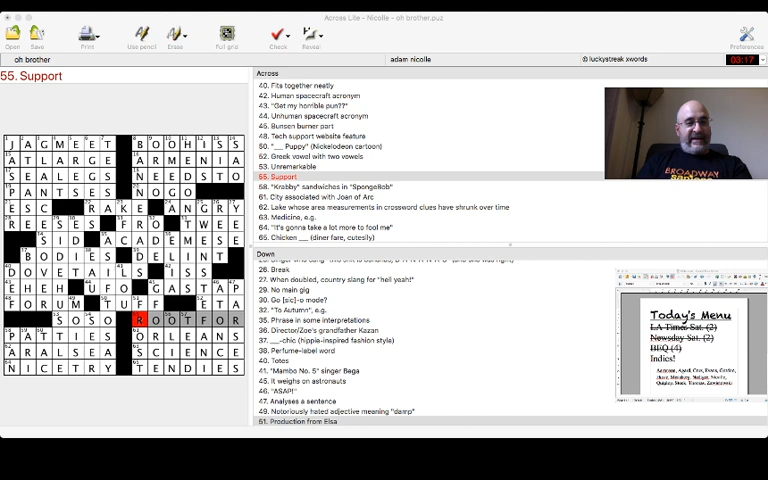 Across Lite - Nicolle - oh brother.puz
Open
Save
Print
Use pencil
Erase
Full grid
Check
Reveal
Preferences
oh brother
adam nicolle
© luckystreak xwords
03:17
55. Support
JAGMEET BOOHISS
ATLARGE ARMENIA
SEALEGS NEEDSTO
PANTSES NOGO
ESC RAKE ANGRY
REESES FRO TWEE
SID ACADEMESE
BODIES DELINT
DOVETAILS ISS
EHEH UFO GASTAP
FORUM TUFF ETA
SOSO ROOTFOR
PATTIES ORLEANS
ARALSEA SCIENCE
NICETRY TENDIES
Across
40. Fits together neatly
42. Human spacecraft acronym
43. "Get my horrible pun??"
44. Unhuman spacecraft acronym
45. Bunsen burner part
48. Tech support website feature
50. "___ Puppy" (Nickelodeon cartoon)
52. Greek vowel with two vowels
53. Unremarkable
55. Support
58. "Krabby" sandwiches in "SpongeBob"
61. City associated with Joan of Arc
62. Lake whose area measurements in crossword clues have shrunk over time
63. Medicine, e.g.
64. "It's gonna take a lot more to fool me"
65. Chicken ___ (diner fare, cutesily)
Down
26. Break
27. When doubled, country slang for "hell yeah!"
29. No main gig
30. Go [sic]-o mode?
32. "To Autumn", e.g.
35. Phrase in some interpretations
36. Director/Zoe's grandfather Kazan
37. ___-chic (hippie-inspired fashion style)
38. Perfume-label word
40. Totes
41. "Mambo No. 5" singer Bega
45. It weighs on astronauts
46. "ASAP!"
47. Analyses a sentence
49. Notoriously hated adjective meaning "damp"
51. Production from Elsa
BROADWAY
Today's Menu
LA Times Sat. (2)
Newsday Sat. (2)
BEQ (4)
Indies!